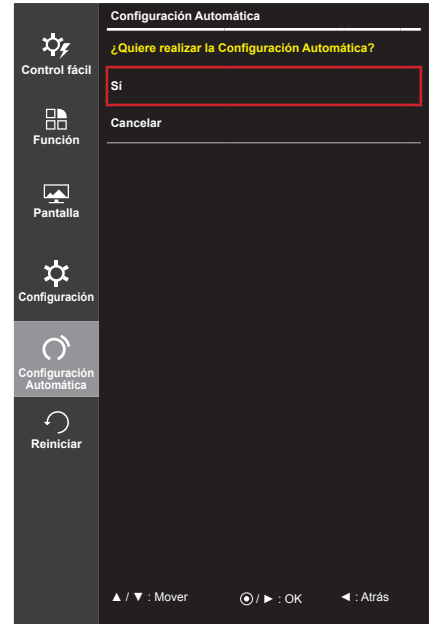 Configuración Automática
¿Quiere realizar la Configuración Automática?
Sí
Cancelar
Control fácil
Función
Pantalla
Configuración
Configuración
Automática
Reiniciar
▲ / ▼ : Mover
/ ► : OK
◄ : Atrás